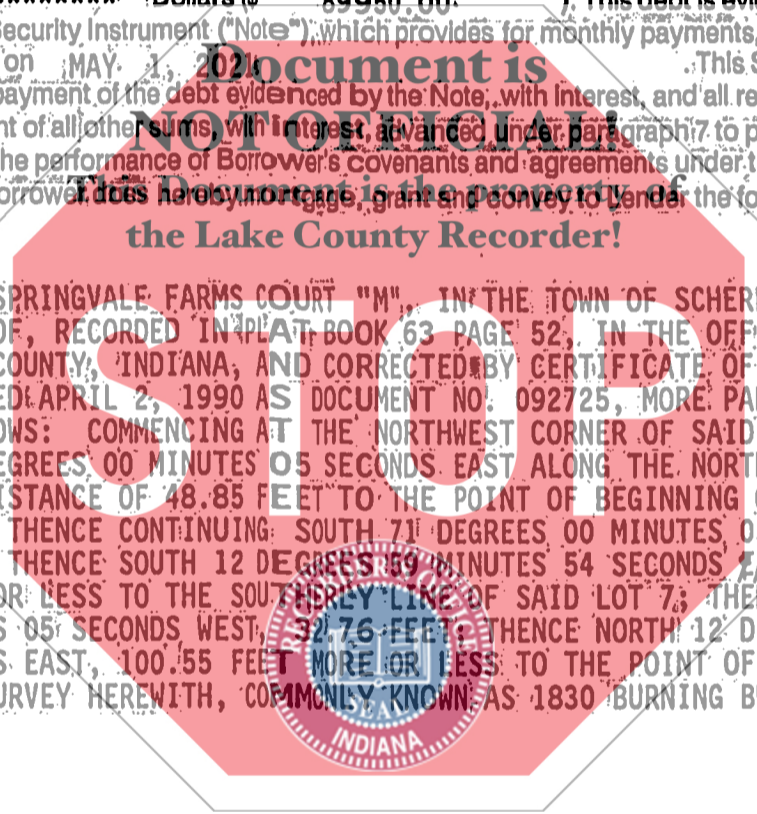 Dollars ($
Security Instrument ("Note"), which provides for monthly payments,
on MAY 1, This S
payment of the debt evidenced by the Note, with interest, and all re
nt of all other sums, with interest, advanced under paragraph 7 to p
he performance of Borrower's covenants and agreements under t
orrower does hereby mortgage, grant and convey to Lender the fo
Document is
NOT OFFICIAL!
This Document is the property of
the Lake County Recorder!
SPRINGVALE FARMS COURT "M", IN THE TOWN OF SCHER
OF, RECORDED IN PLAT BOOK 63 PAGE 52, IN THE OFF
COUNTY, INDIANA, AND CORRECTED BY CERTIFICATE OF
ED APRIL 2, 1990 AS DOCUMENT NO. 092725, MORE PA
OWS: COMMENCING AT THE NORTHWEST CORNER OF SAID
EGREES 00 MINUTES 05 SECONDS EAST ALONG THE NORT
ISTANCE OF 48.85 FEET TO THE POINT OF BEGINNING
THENCE CONTINUING SOUTH 71 DEGREES 00 MINUTES 0
THENCE SOUTH 12 DEGREES 59 MINUTES 54 SECONDS EA
OR LESS TO THE SOUTHERLY LINE OF SAID LOT 7; THE
S 05 SECONDS WEST, 32.76 FEET THENCE NORTH 12 D
S EAST, 100.55 FEET MORE OR LESS TO THE POINT OF
URVEY HEREWITH, COMMONLY KNOWN AS 1830 BURNING B
STOP
RECORDER'S OFFICE
SEAL
INDIANA